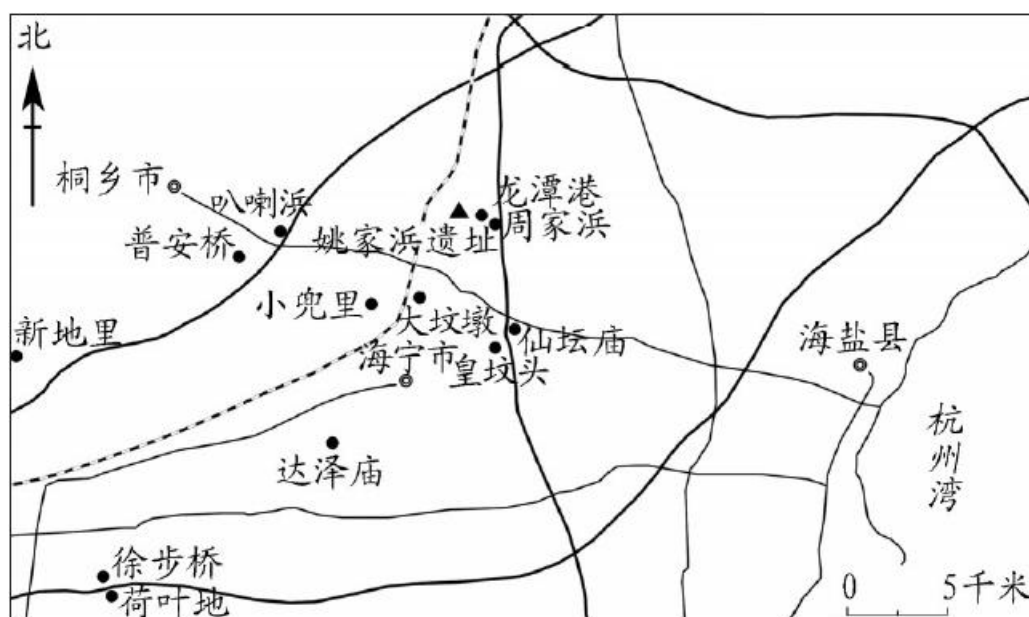 北
桐乡市
叭喇浜
龙潭港
普安桥
姚家浜遗址
周家浜
小兜里
大坟墩
新地里
仙坛庙
海宁市
皇坟头
海盐县
达泽庙
杭州湾
徐步桥
荷叶地
0 5千米